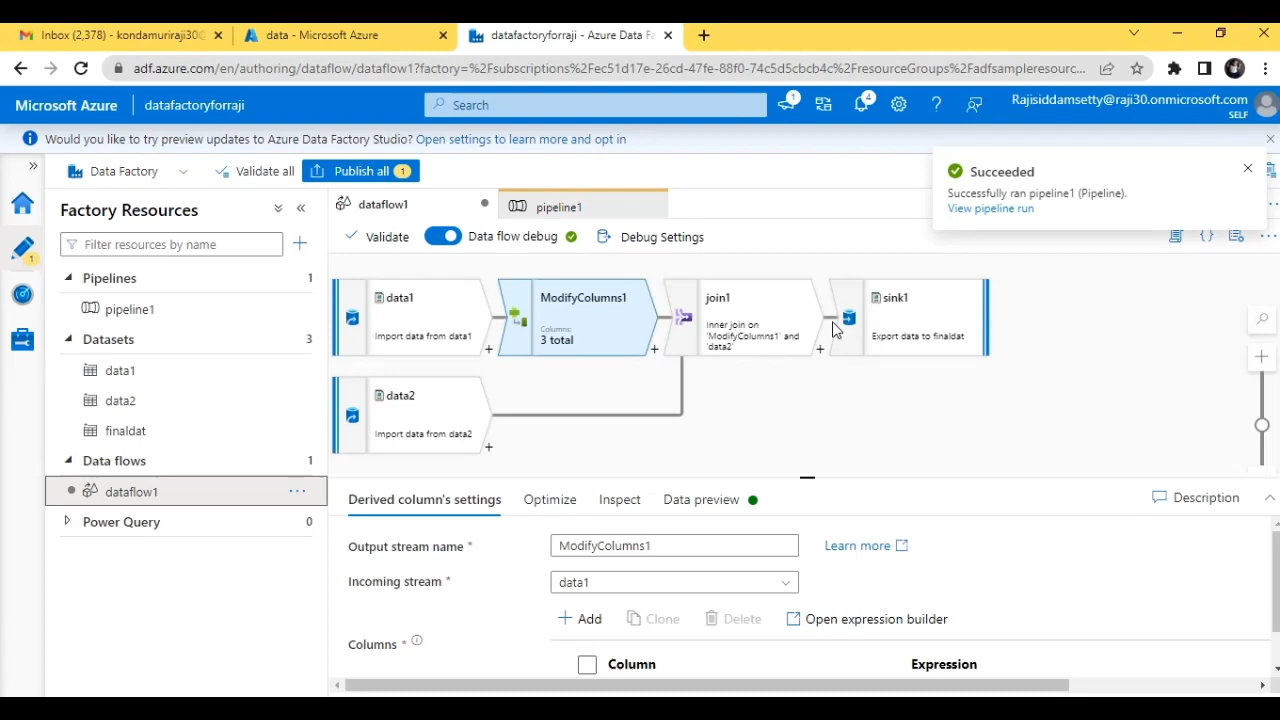 Inbox (2,378) - kondamuriraji30@
data - Microsoft Azure
datafactoryforraji - Azure Data Fa
adf.azure.com/en/authoring/dataflow/dataflow1?factory=%2Fsubscriptions%2Fec51d17e-26cd-47fe-88f0-74c5d5cbcb4c%2FresourceGroups%2Fadfsampleresourc...
Microsoft Azure
datafactoryforraji
Search
1
4
Rajisiddamsetty@raji30.onmicrosoft.com
SELF
Would you like to try preview updates to Azure Data Factory Studio? Open settings to learn more and opt in
Data Factory
Validate all
Publish all 1
Succeeded
Successfully ran pipeline1 (Pipeline).
View pipeline run
Factory Resources
Filter resources by name
1
Pipelines 1
pipeline1
Datasets 3
data1
data2
finaldat
Data flows 1
dataflow1
Power Query 0
dataflow1
pipeline1
Validate
Data flow debug
Debug Settings
data1
Import data from data1
ModifyColumns1
Columns:
3 total
join1
Inner join on
'ModifyColumns1' and
'data2'
sink1
Export data to finaldat
data2
Import data from data2
Derived column's settings
Optimize
Inspect
Data preview
Description
Output stream name *
ModifyColumns1
Learn more
Incoming stream *
data1
Add
Clone
Delete
Open expression builder
Columns *
Column
Expression